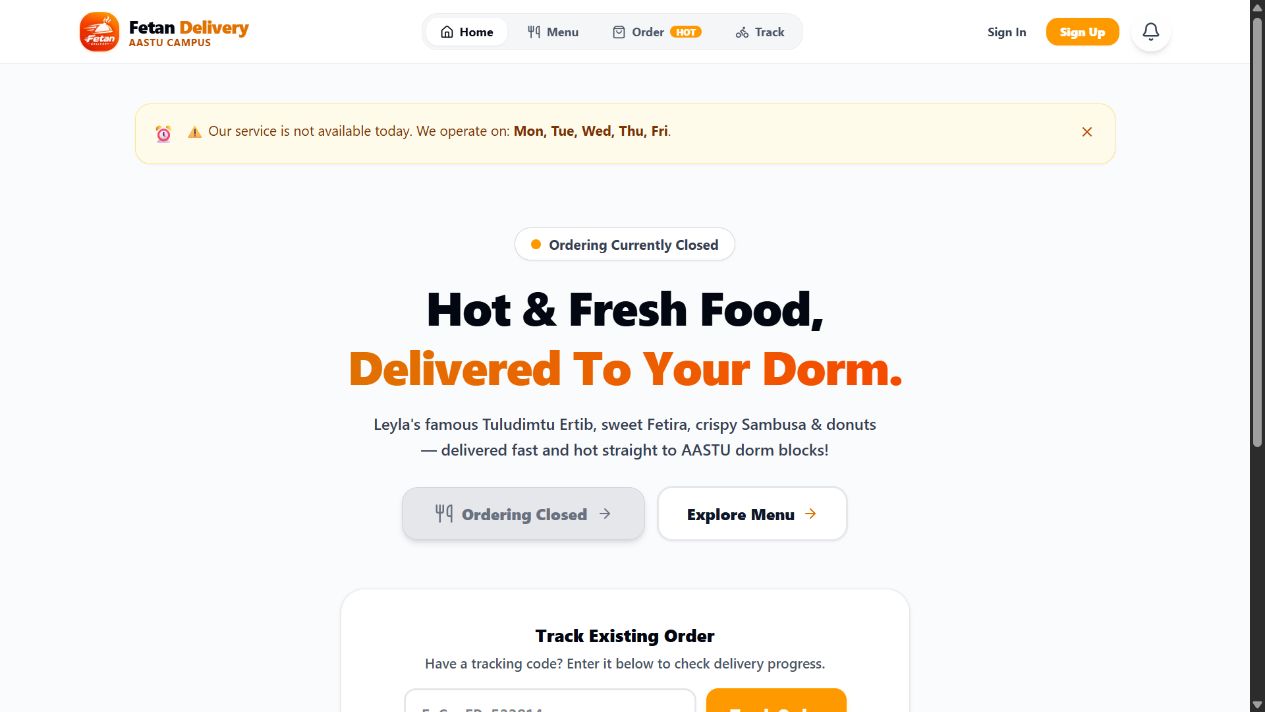 Fetan Delivery
AASTU CAMPUS
Fetan
Home
Menu
Order HOT
Track
Sign In
Sign Up
Our service is not available today. We operate on: Mon, Tue, Wed, Thu, Fri.
Ordering Currently Closed
Hot & Fresh Food,
Delivered To Your Dorm.
Leyla's famous Tuludimtu Ertib, sweet Fetira, crispy Sambusa & donuts
— delivered fast and hot straight to AASTU dorm blocks!
Ordering Closed →
Explore Menu →
Track Existing Order
Have a tracking code? Enter it below to check delivery progress.